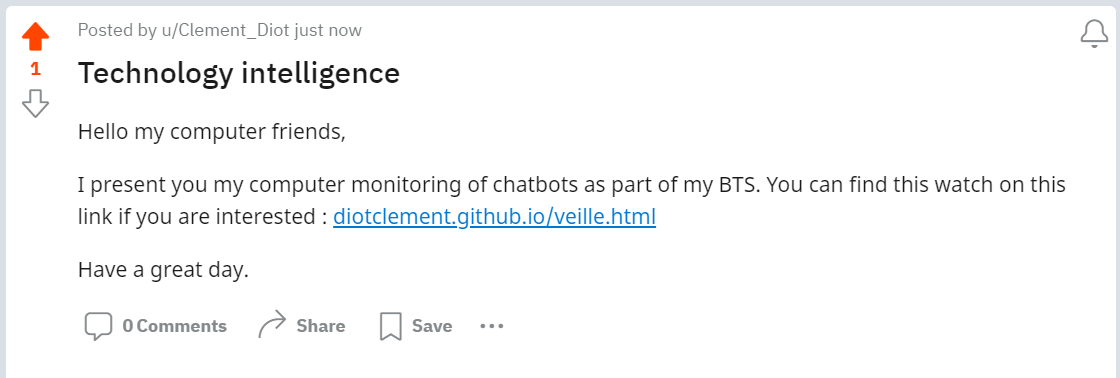 Posted by u/Clement_Diot just now
1
Technology intelligence
Hello my computer friends,
I present you my computer monitoring of chatbots as part of my BTS. You can find this watch on this
link if you are interested : diotclement.github.io/veille.html
Have a great day.
0 Comments Share Save